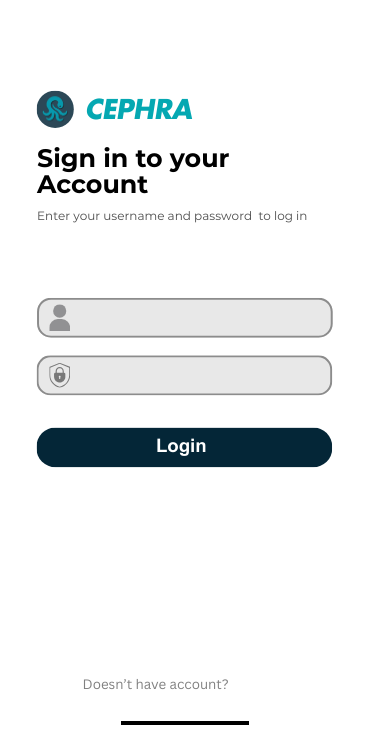 CEPHRA
Sign in to your
Account
Enter your username and password  to log in
Login
Doesn't have account?